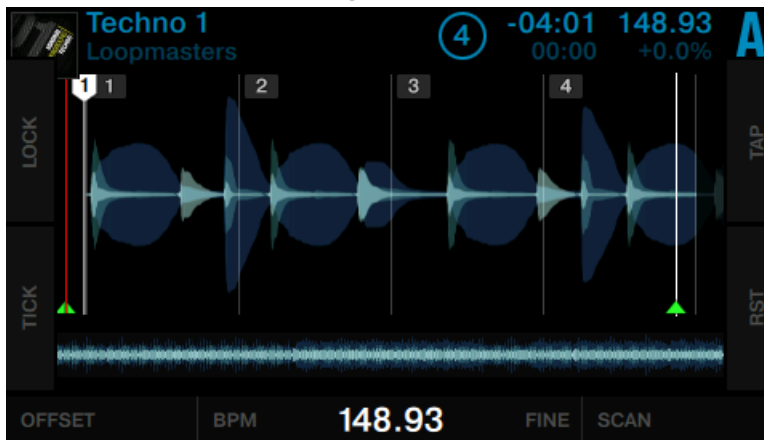 Techno 1
Loopmasters
4
-04:01 148.93
00:00 +0.0%
A
LOCK
TICK
1 1 2 3 4
TAP
RST
OFFSET BPM 148.93 FINE SCAN